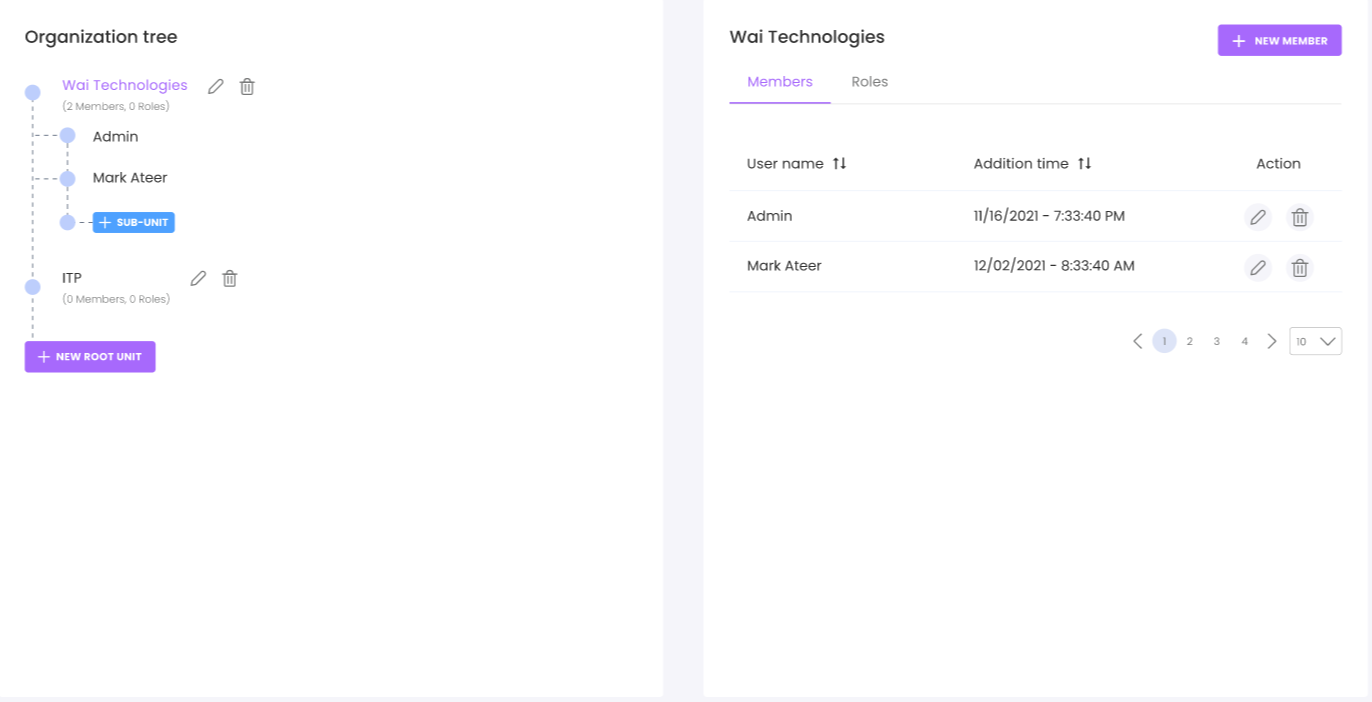 Organization tree
Wai Technologies
(2 Members, 0 Roles)
Admin
Mark Ateer
SUB-UNIT
ITP
(0 Members, 0 Roles)
NEW ROOT UNIT
Wai Technologies
NEW MEMBER
Members Roles
User name Addition time Action
Admin 11/16/2021 - 7:33:40 PM
Mark Ateer 12/02/2021 - 8:33:40 AM
1 2 3 4 10